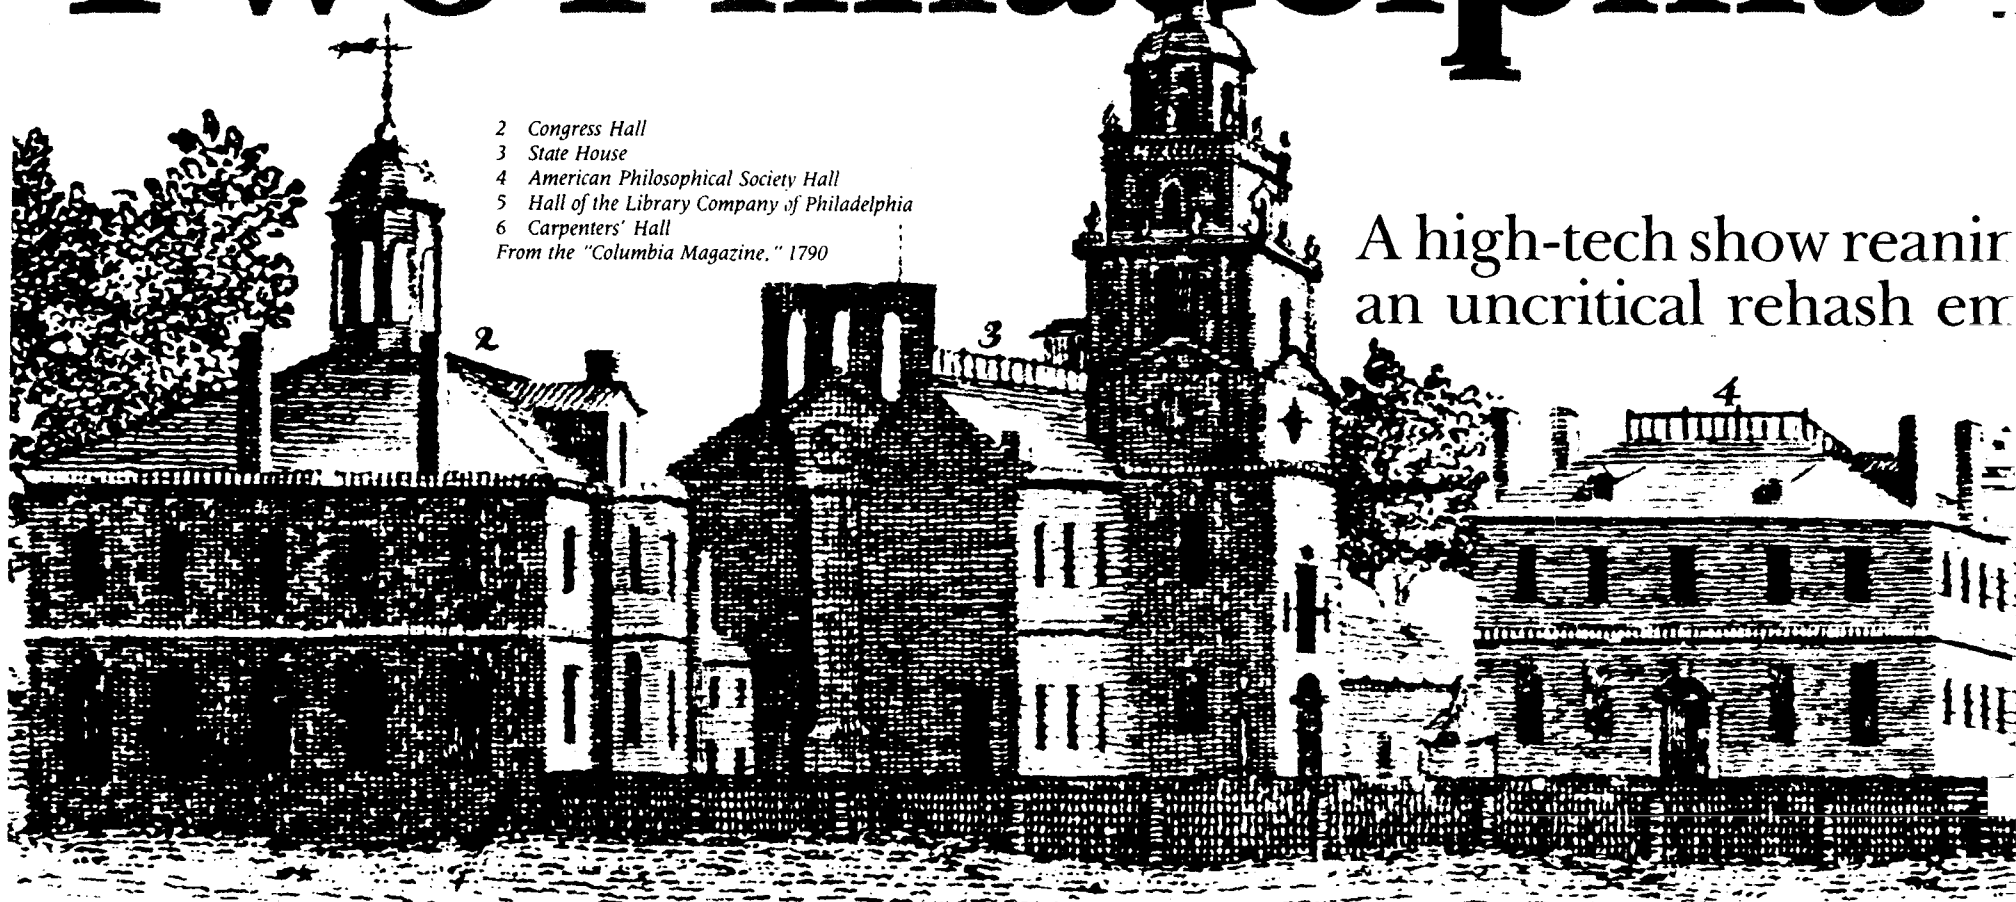 2 Congress Hall
3 State House
4 American Philosophical Society Hall
5 Hall of the Library Company of Philadelphia
6 Carpenters' Hall
From the "Columbia Magazine," 1790
A high-tech show
an uncritical rehash
2
3
4